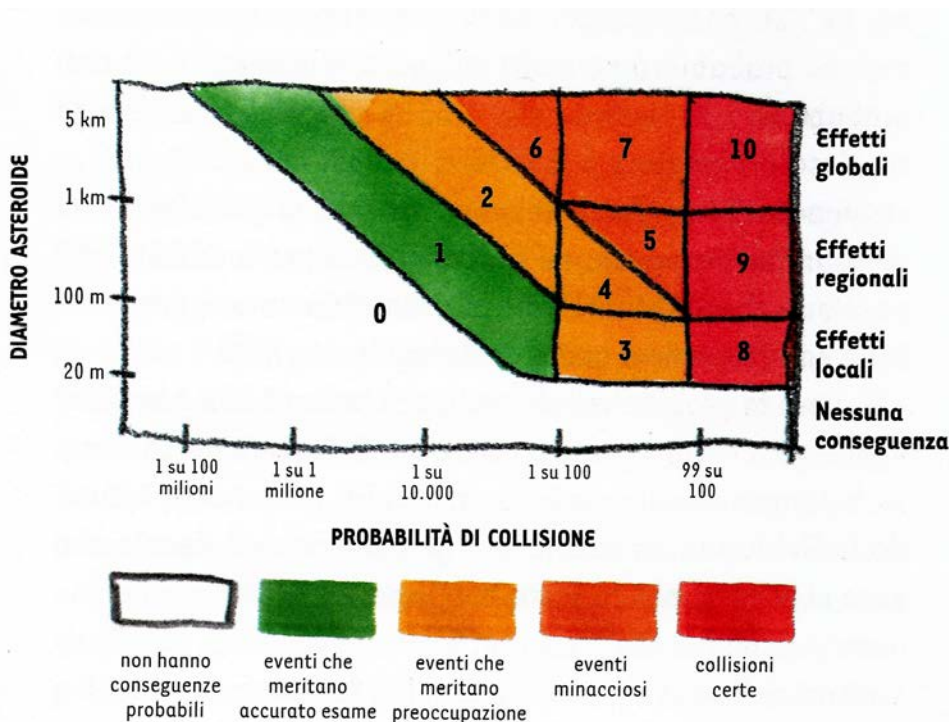 DIAMETRO ASTEROIDE
5 km
1 km
100 m
20 m
0
1
2
3
4
5
6
7
8
9
10
Effetti
globali
Effetti
regionali
Effetti
locali
Nessuna
conseguenza
1 su 100
milioni
1 su 1
milione
1 su
10.000
1 su 100
99 su
100
PROBABILITÀ DI COLLISIONE
non hanno
conseguenze
probabili
eventi che
meritano
accurato esame
eventi che
meritano
preoccupazione
eventi
minacciosi
collisioni
certe